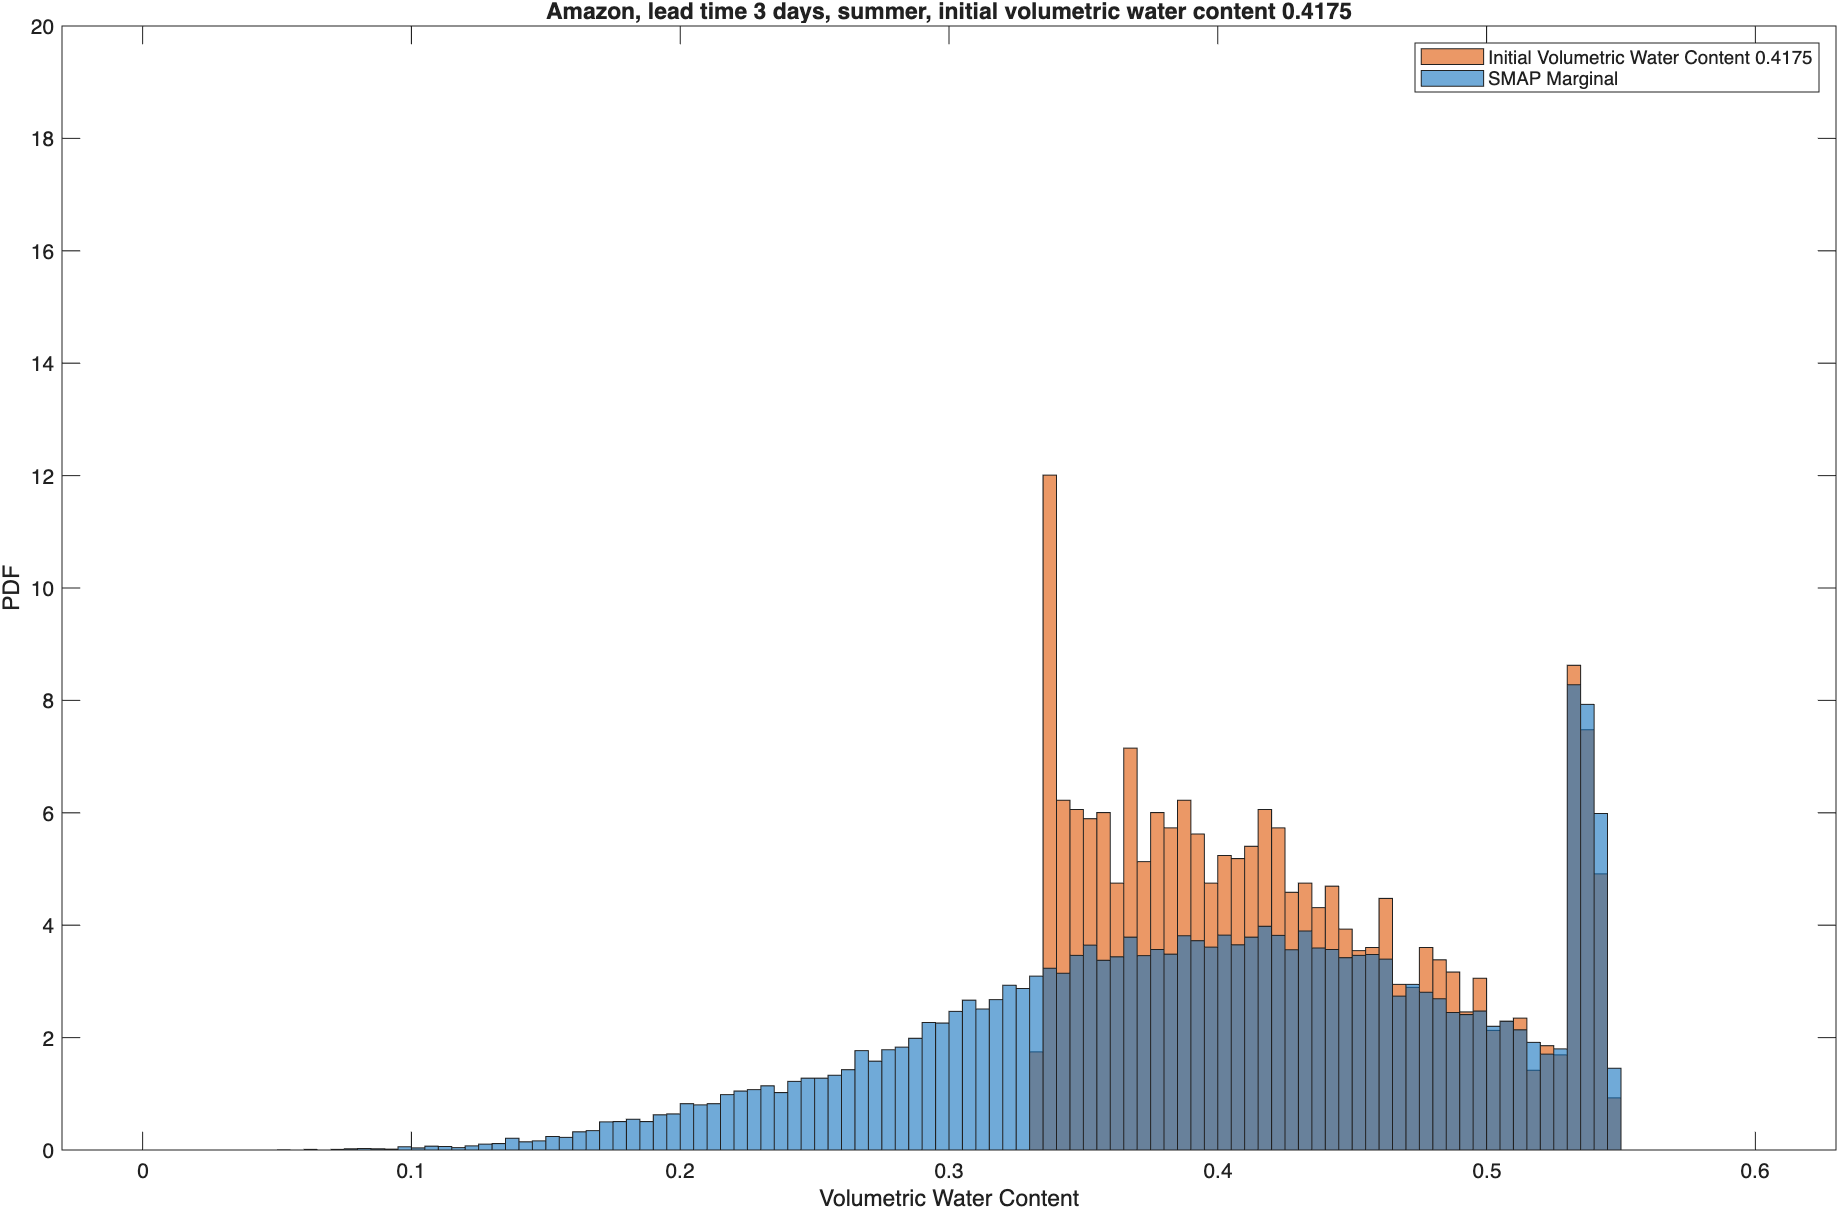 Amazon, lead time 3 days, summer, initial volumetric water content 0.4175
20
18
16
14
12
10
8
6
4
2
0
PDF
Initial Volumetric Water Content 0.4175
SMAP Marginal
0 0.1 0.2 0.3 0.4 0.5 0.6
Volumetric Water Content